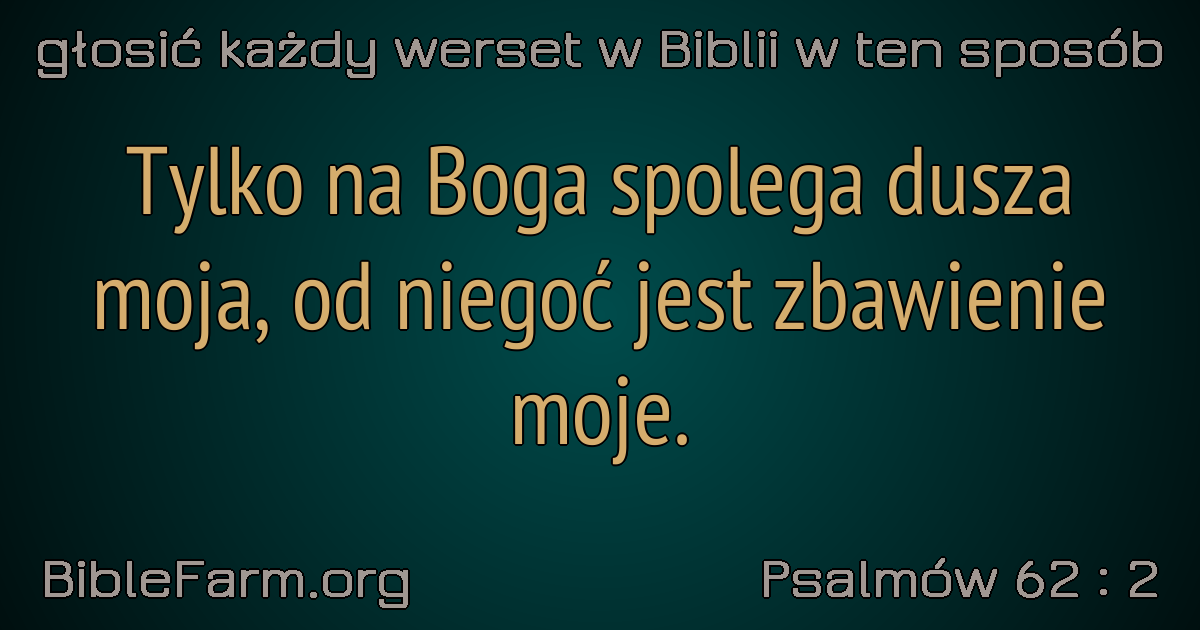 głosić każdy werset w Biblii w ten sposób
Tylko na Boga spolega dusza
moja, od niegoć jest zbawienie
moje.
BibleFarm.org
Psalmów 62 : 2